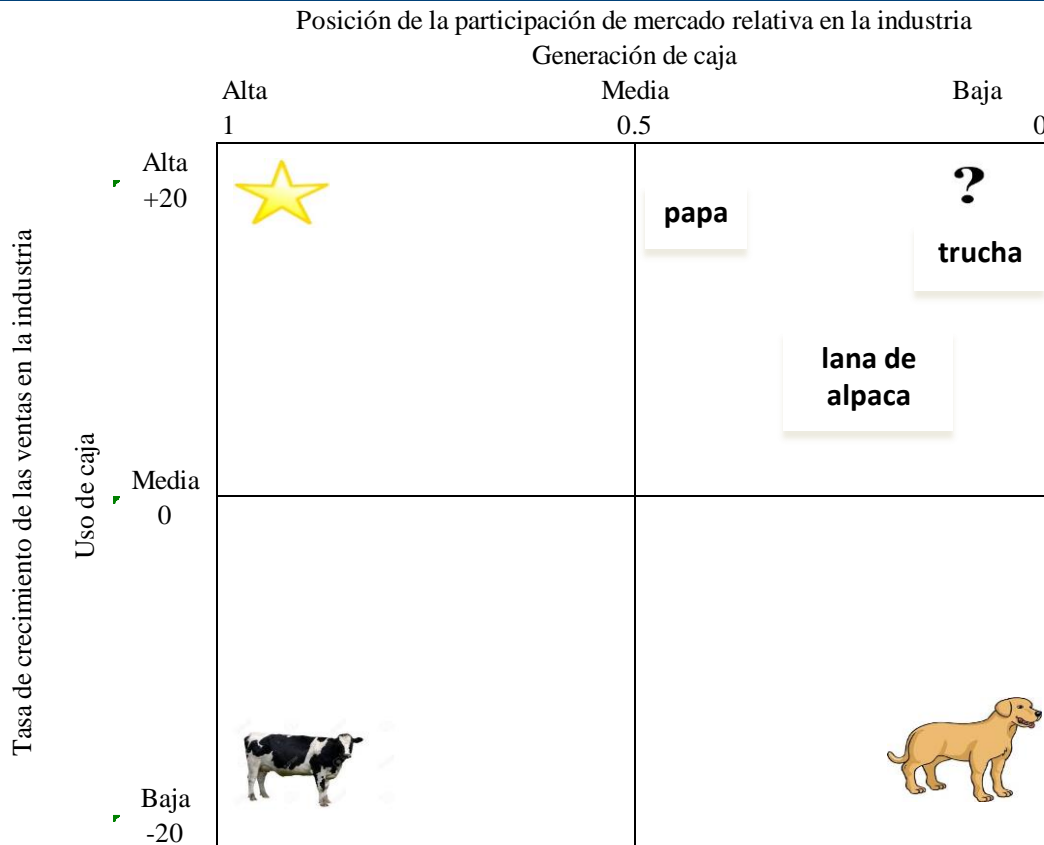 Posición de la participación de mercado relativa en la industria
Generación de caja
Alta
Media
Baja
1
0.5
0
Tasa de crecimiento de las ventas en la industria
Uso de caja
Alta
+20
?
papa
trucha
lana de
alpaca
Media
0
Baja
-20